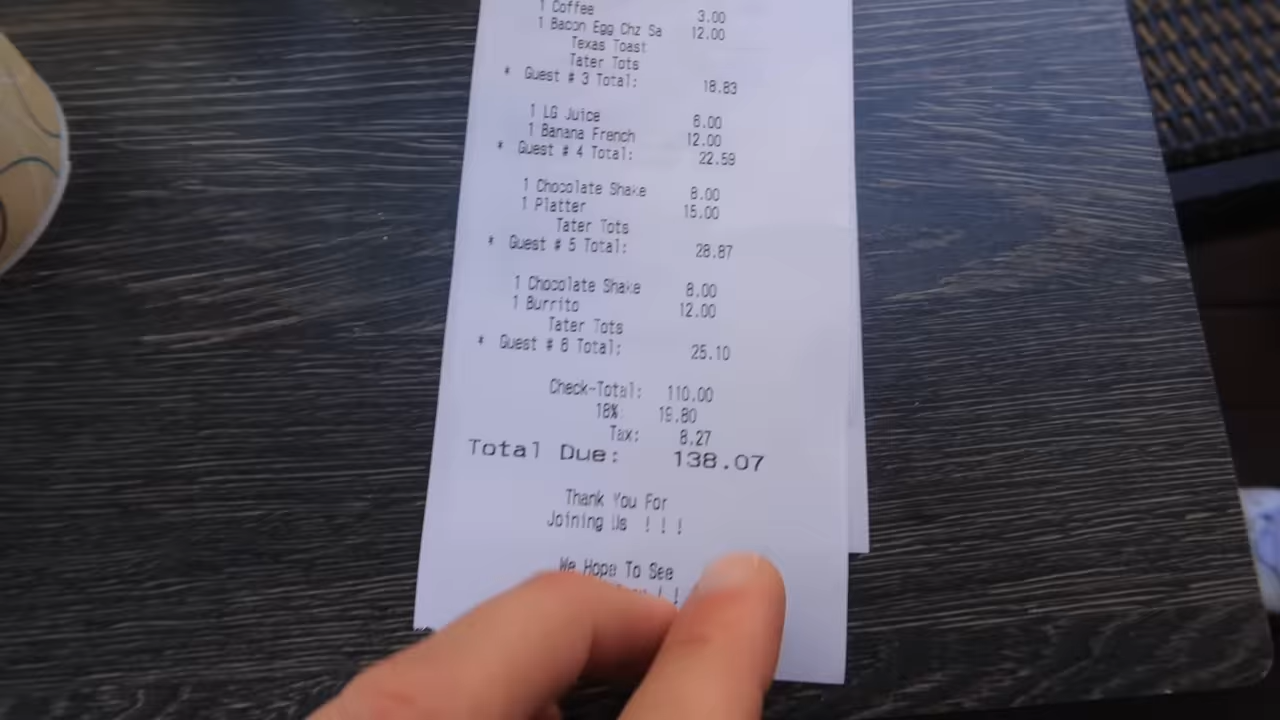 1 Coffee 3.00
1 Bacon Egg Chz Sa 12.00
Texas Toast
Tater Tots
* Guest # 3 Total: 18.83
1 LG Juice 6.00
1 Banana French 12.00
* Guest # 4 Total: 22.59
1 Chocolate Shake 8.00
1 Platter 15.00
Tater Tots
* Guest # 5 Total: 28.87
1 Chocolate Shake 8.00
1 Burrito 12.00
Tater Tots
* Guest # 6 Total: 25.10
Check-Total: 110.00
18% 19.80
Tax: 8.27
Total Due: 138.07
Thank You For
Joining Us ! ! !
We Hope To See
! !